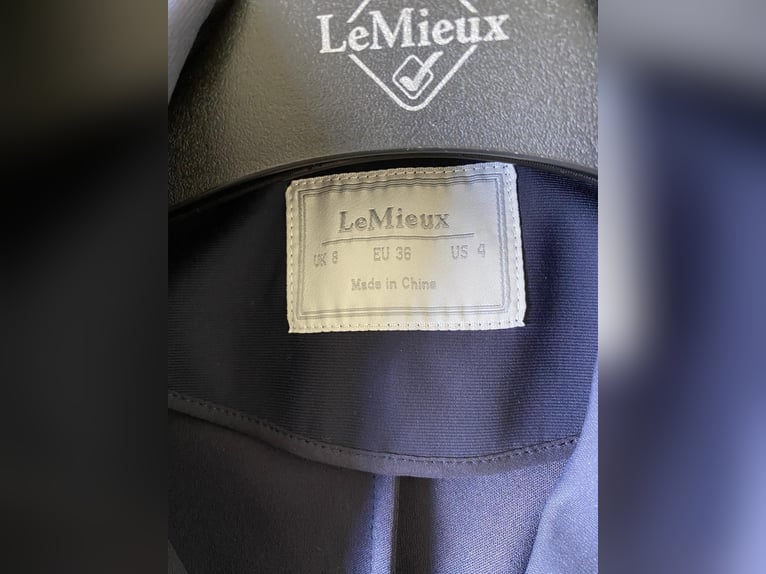 LeMieux
LeMieux
UK 8 EU 36 US 4
Made in China